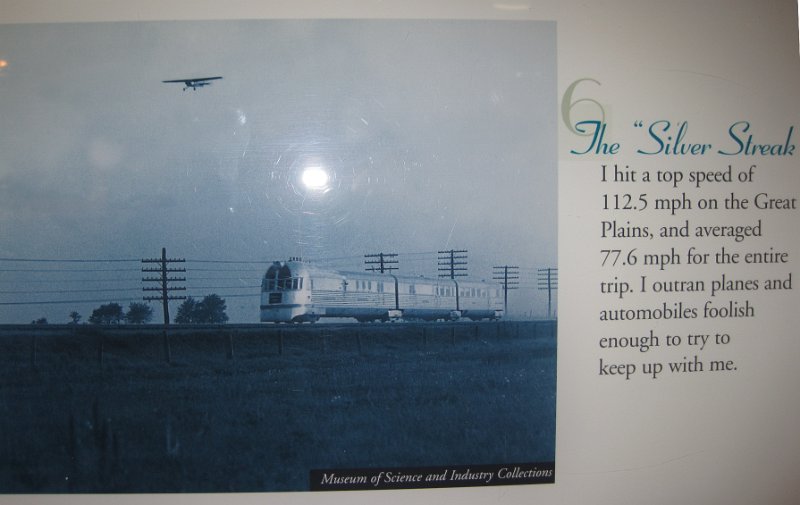 6
The "Silver Streak
I hit a top speed of
112.5 mph on the Great
Plains, and averaged
77.6 mph for the entire
trip. I outran planes and
automobiles foolish
enough to try to
keep up with me.
Museum of Science and Industry Collections